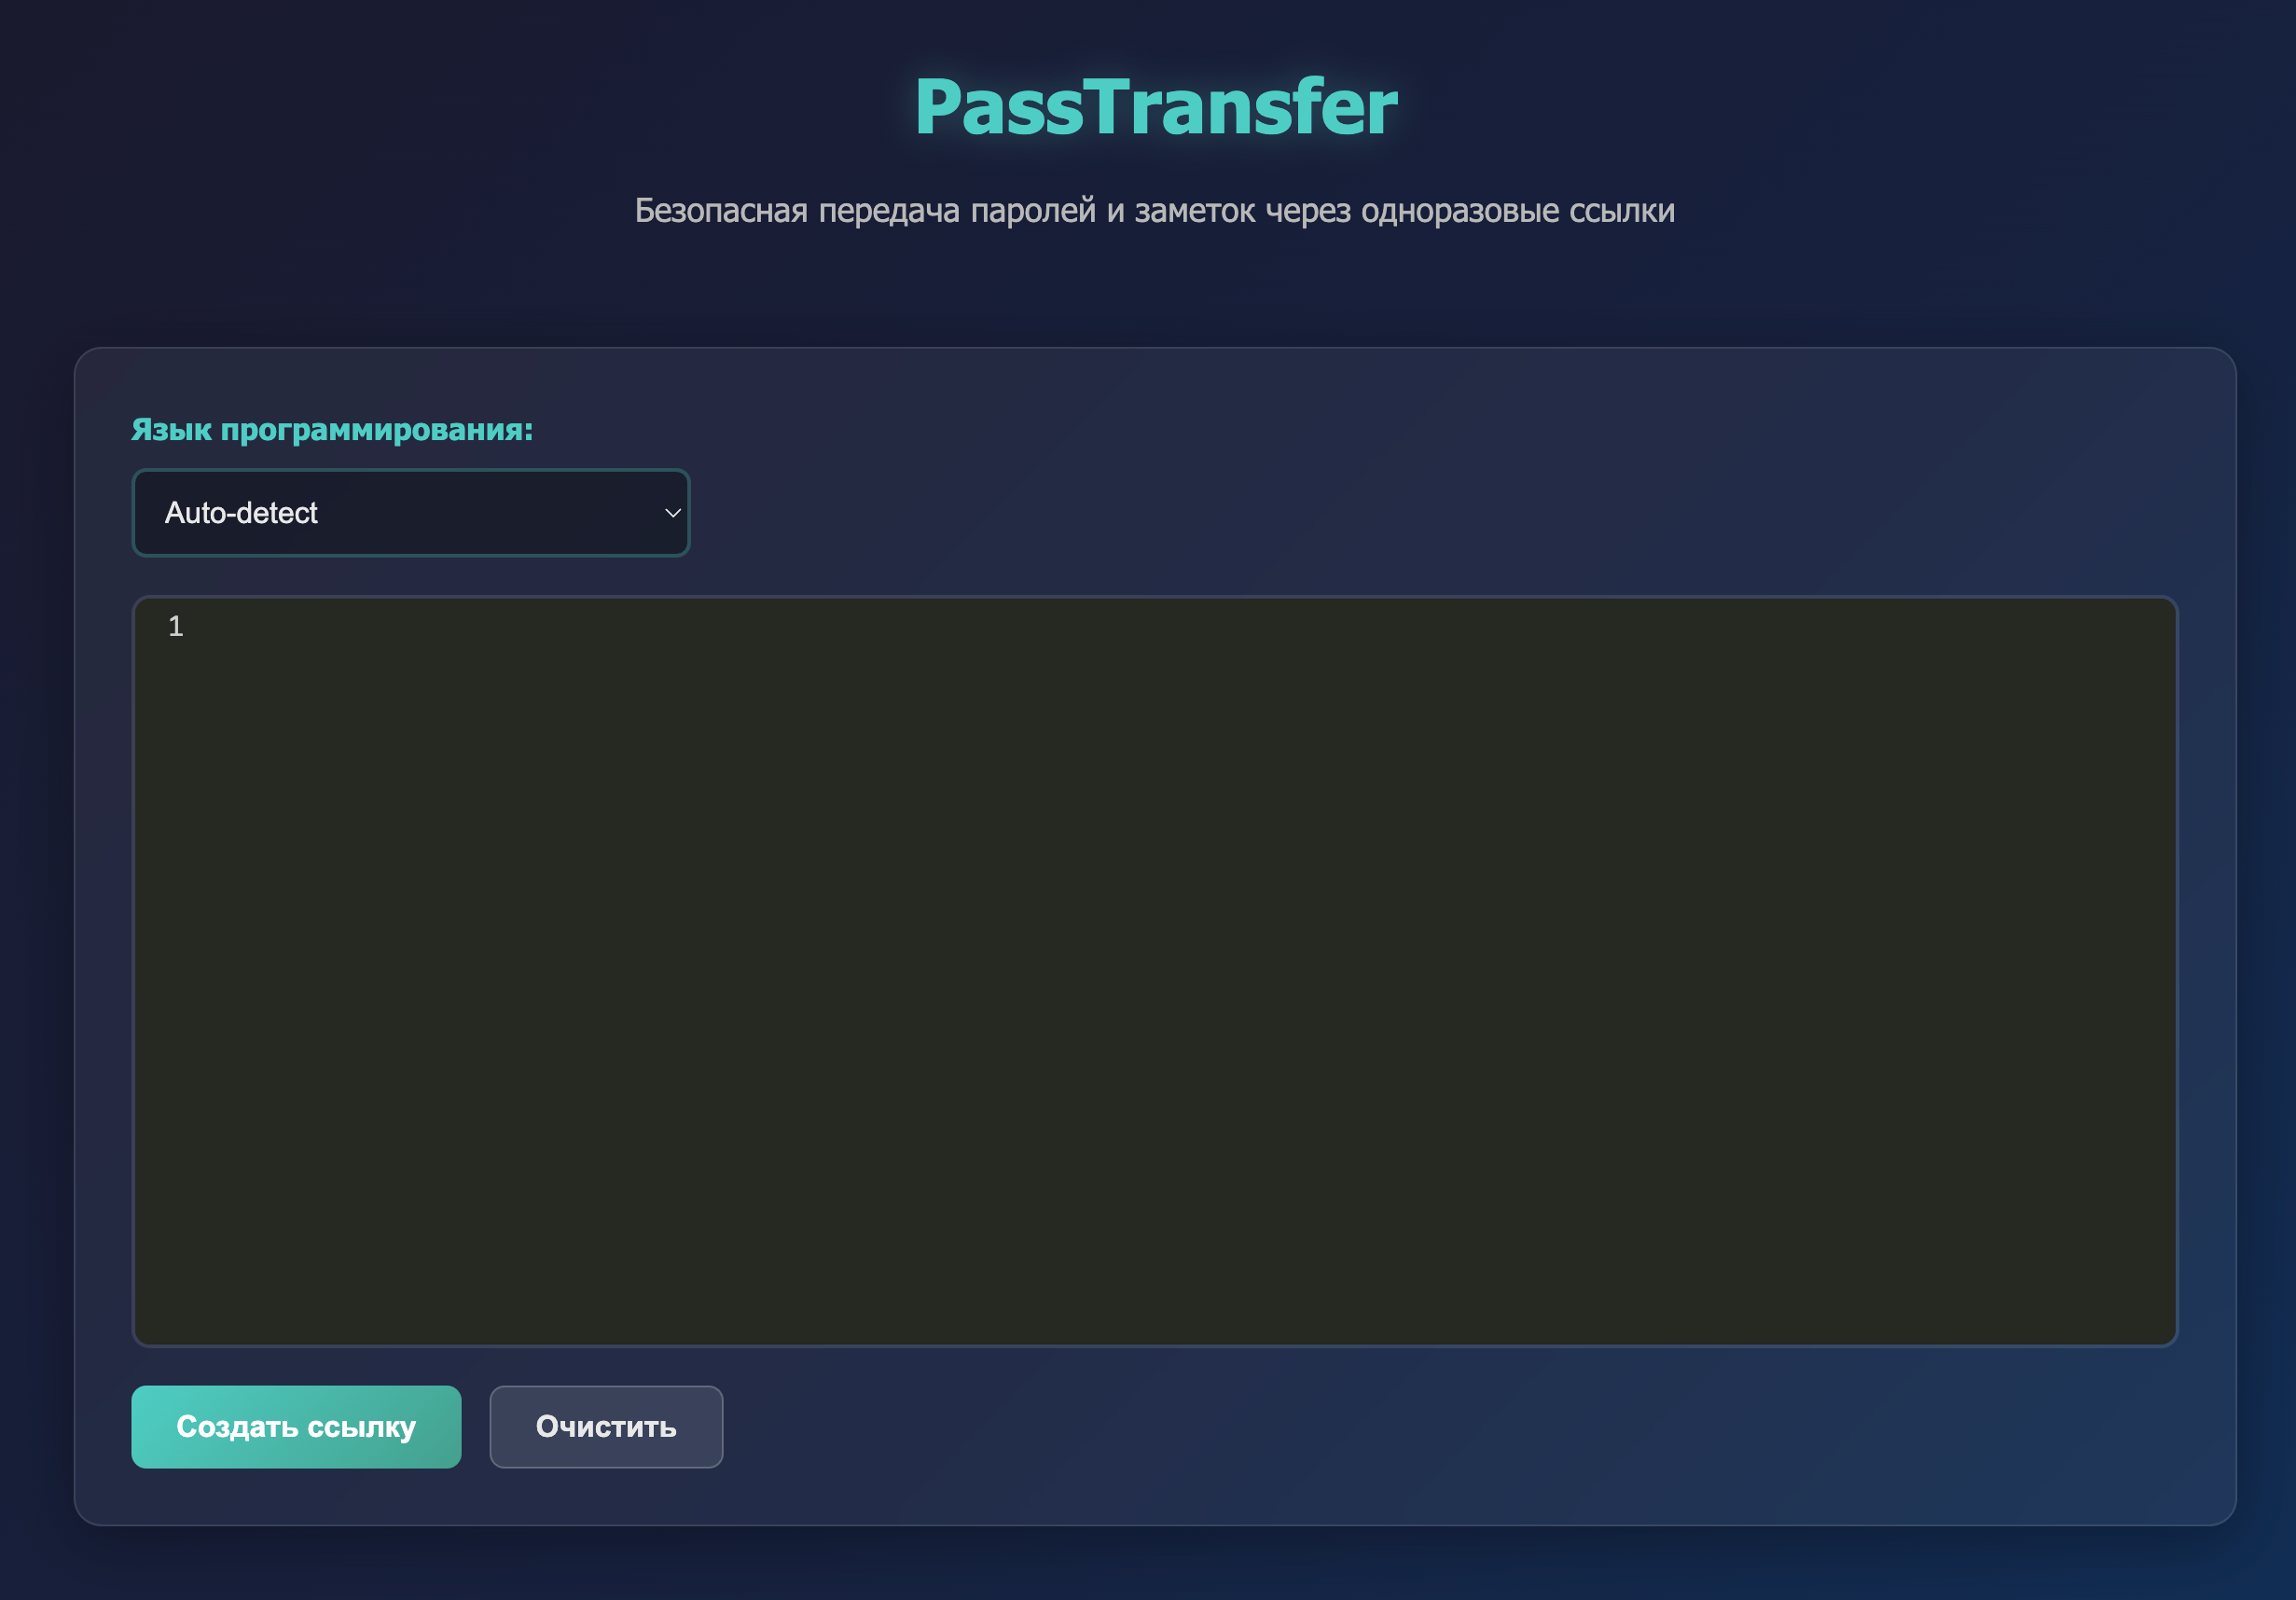 PassTransfer
Безопасная передача паролей и заметок через одноразовые ссылки
Язык программирования:
Auto-detect
1
Создать ссылку
Очистить